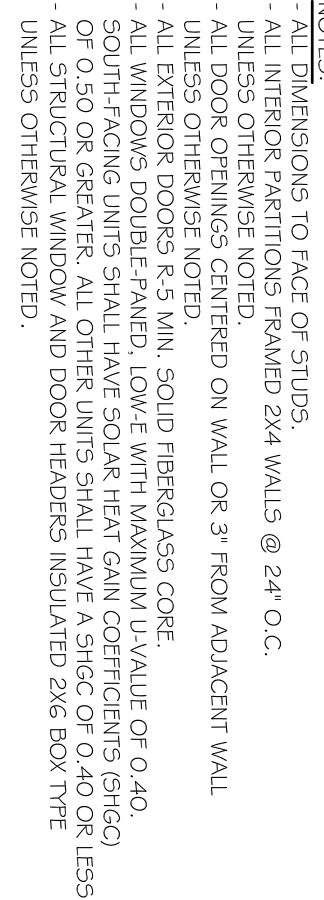 NOTES:
- ALL DIMENSIONS TO FACE OF STUDS.
- ALL INTERIOR PARTITIONS FRAMED 2X4 WALLS @ 24" O.C.
UNLESS OTHERWISE NOTED.
- ALL DOOR OPENINGS CENTERED ON WALL OR 3" FROM ADJACENT WALL
UNLESS OTHERWISE NOTED.
- ALL EXTERIOR DOORS R-5 MIN. SOLID FIBERGLASS CORE.
- ALL WINDOWS DOUBLE-PANED, LOW-E WITH MAXIMUM U-VALUE OF 0.40.
SOUTH-FACING UNITS SHALL HAVE SOLAR HEAT GAIN COEFFICIENTS (SHGC)
OF 0.50 OR GREATER. ALL OTHER UNITS SHALL HAVE A SHGC OF 0.40 OR LESS
- ALL STRUCTURAL WINDOW AND DOOR HEADERS INSULATED 2X6 BOX TYPE
UNLESS OTHERWISE NOTED.